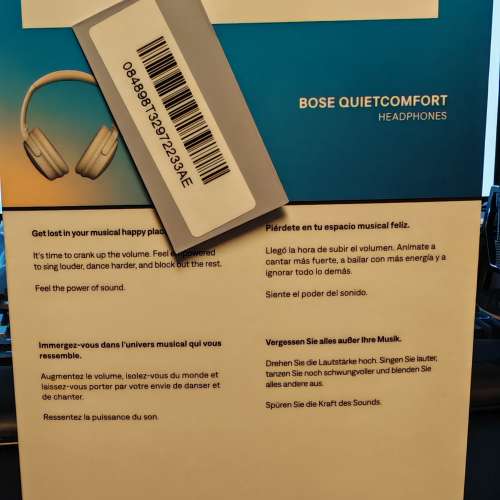 084898T32972233AE
BOSE QUIETCOMFORT
HEADPHONES
Get lost in your musical happy
It's time to crank up the volume. Feel
to sing louder, dance harder, and block out the rest.
Feel the power of sound.
Piérdete en tu espacio musical feliz.
Llegó la hora de subir el volumen. Anímate a
cantar más fuerte, a bailar con más energía y a
ignorar todo lo demás.
Siente el poder del sonido.
Immergez-vous dans l'univers musical qui vous
ressemble.
Augmentez le volume, isolez-vous du monde et
laissez-vous porter par votre envie de danser et
de chanter.
Ressentez la puissance du son.
Vergessen Sie alles außer Ihre Musik.
Drehen Sie die Lautstärke hoch. Singen Sie lauter,
tanzen Sie noch schwungvoller und blenden Sie
alles andere aus.
Spüren Sie die Kraft des Sounds.